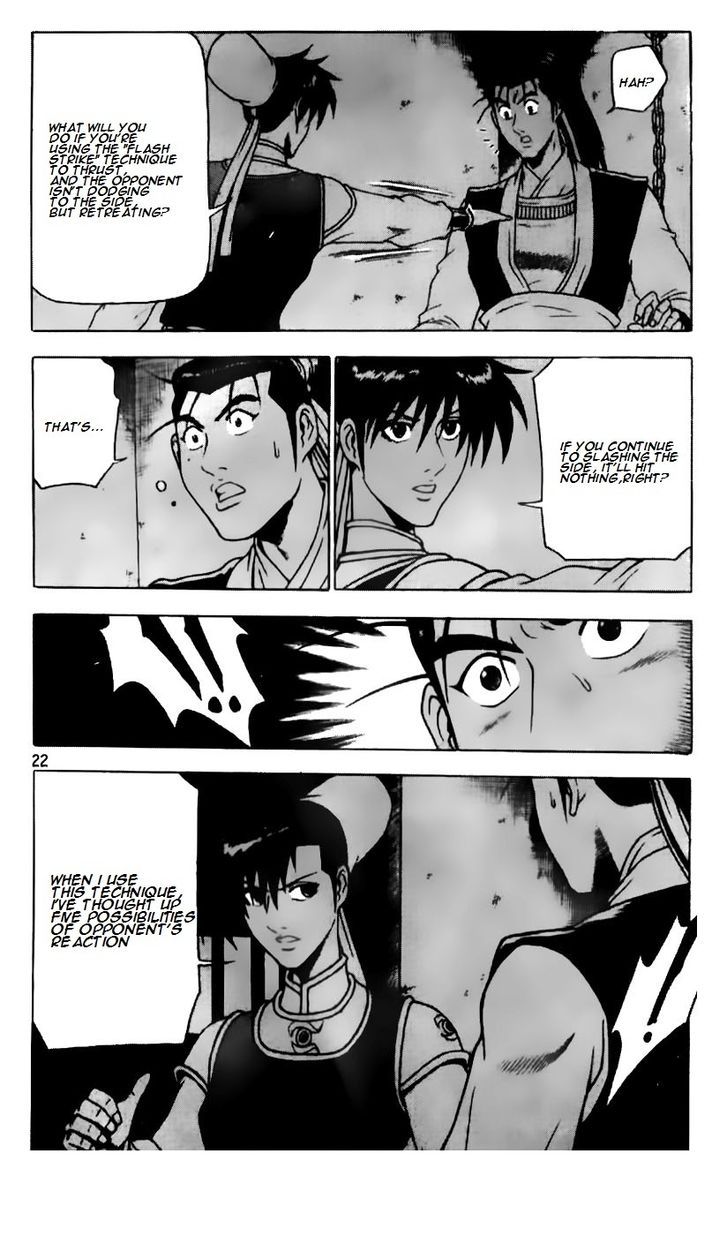 HAH?
WHAT WILL YOU
DO IF YOU'RE
USING THE "FLASH
STRIKE" TECHNIQUE
TO THRUST,
AND THE OPPONENT
ISN'T DODGING
TO THE SIDE,
BUT RETREATING?
IF YOU CONTINUE
TO SLASHING THE
SIDE, IT'LL HIT
NOTHING,RIGHT?
THAT'S...
!!
22
WHEN I USE
THIS TECHNIQUE,
I'VE THOUGHT UP
FIVE POSSIBILITIES
OF OPPONENT'S
REACTION
!!